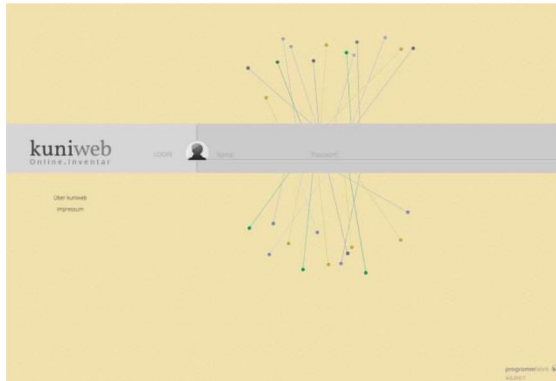 kuniweb
Online.Inventar
LOGIN
Name
Passwort
Über kuniweb
Impressum